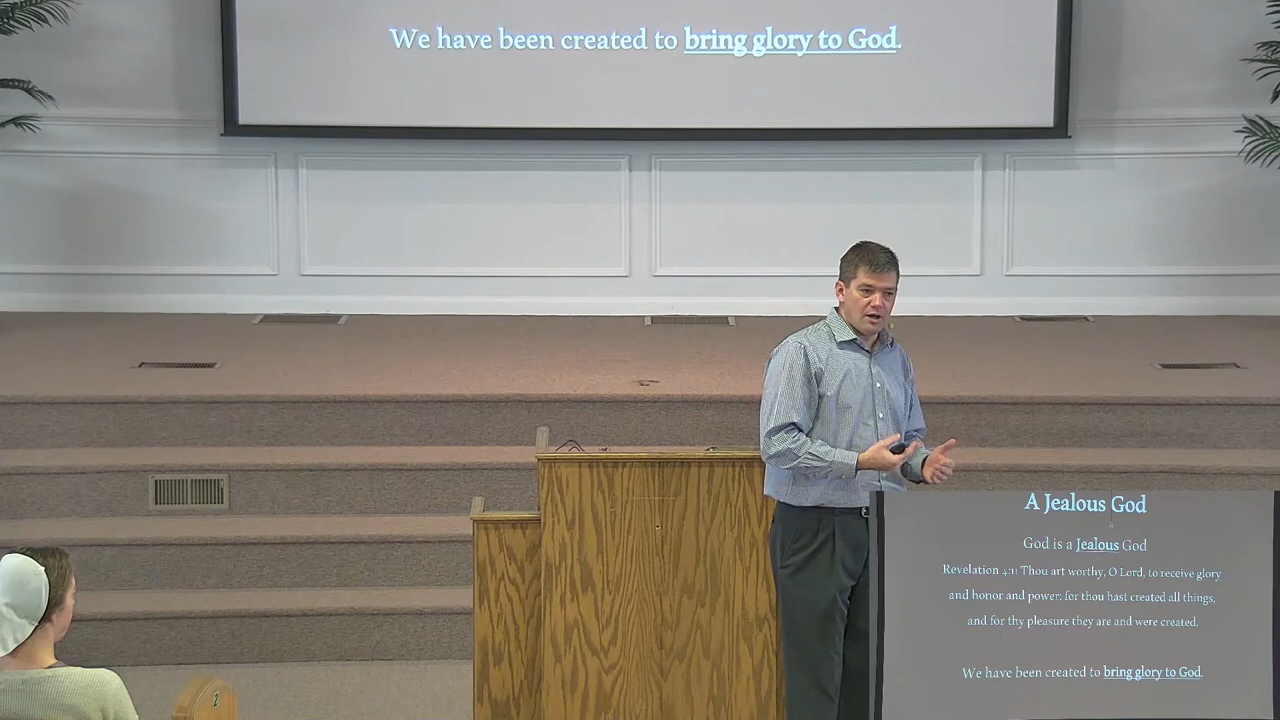 We have been created to bring glory to God.
A Jealous God
God is a Jealous God
Revelation 4:11 Thou art worthy, O Lord, to receive glory
and honor and power: for thou hast created all things,
and for thy pleasure they are and were created.
We have been created to bring glory to God.
2